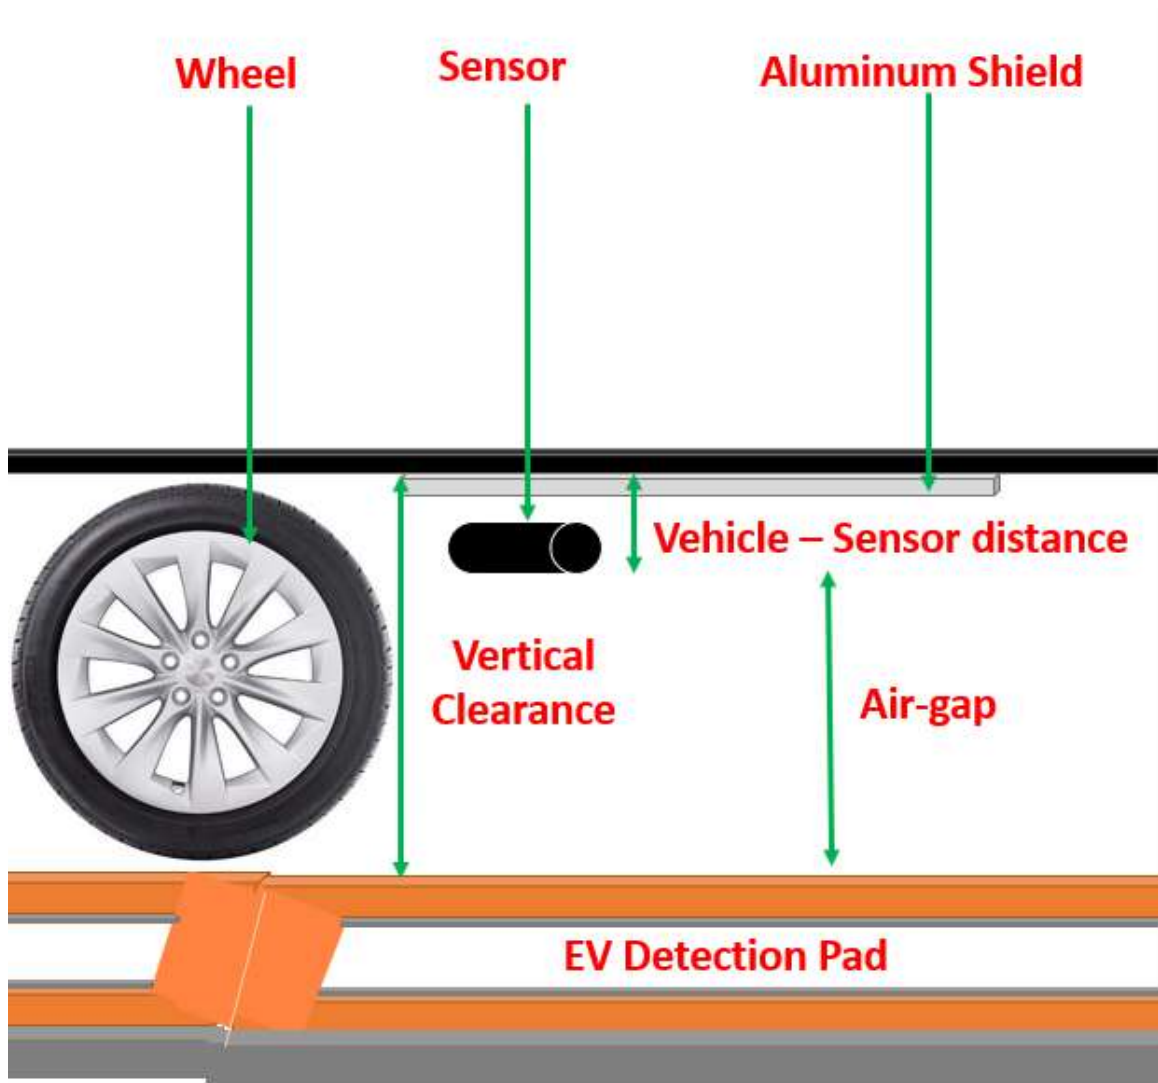 Wheel
Sensor
Aluminum Shield
Vehicle – Sensor distance
Vertical
Clearance
Air-gap
EV Detection Pad